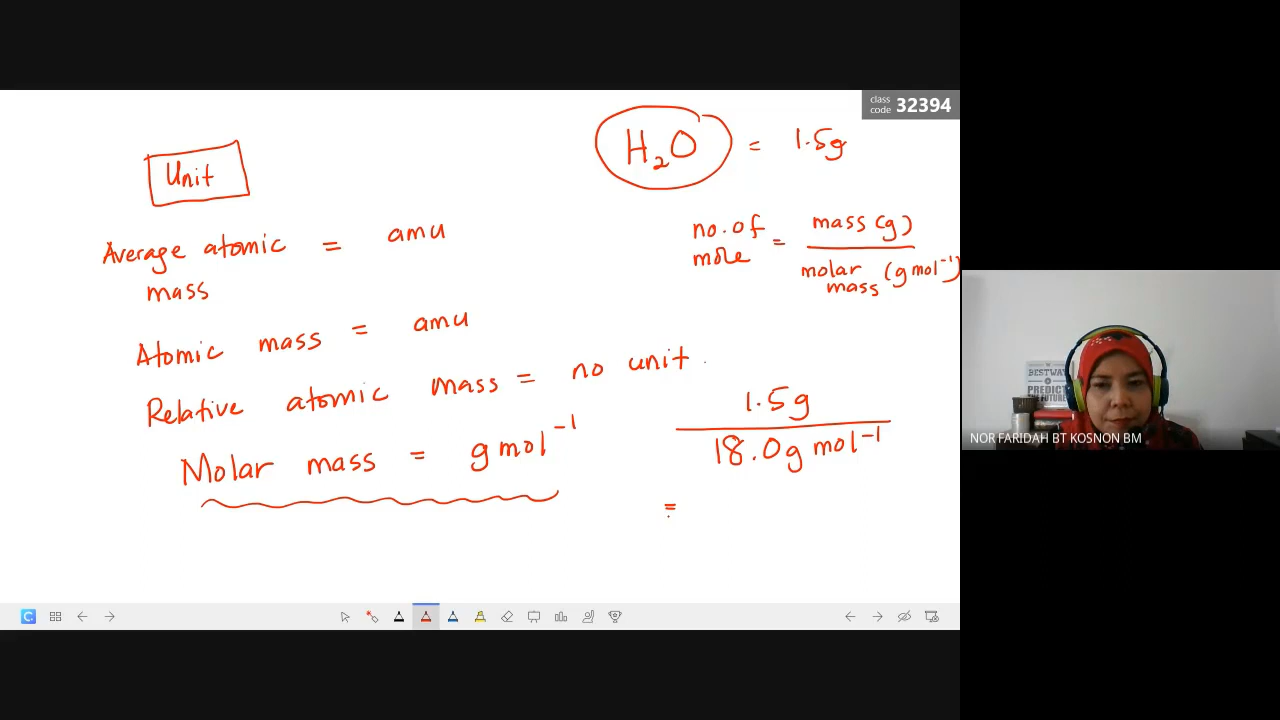 class code 32394
Unit
Average atomic mass = amu
Atomic mass = amu
Relative atomic mass = no unit.
Molar mass = g mol⁻¹
H₂O = 1.5g
no. of mole = mass (g)
molar mass (g mol⁻¹)
1.5g
18.0g mol⁻¹
=
BESTWAY
PREDICT
NOR FARIDAH BT KOSNON BM